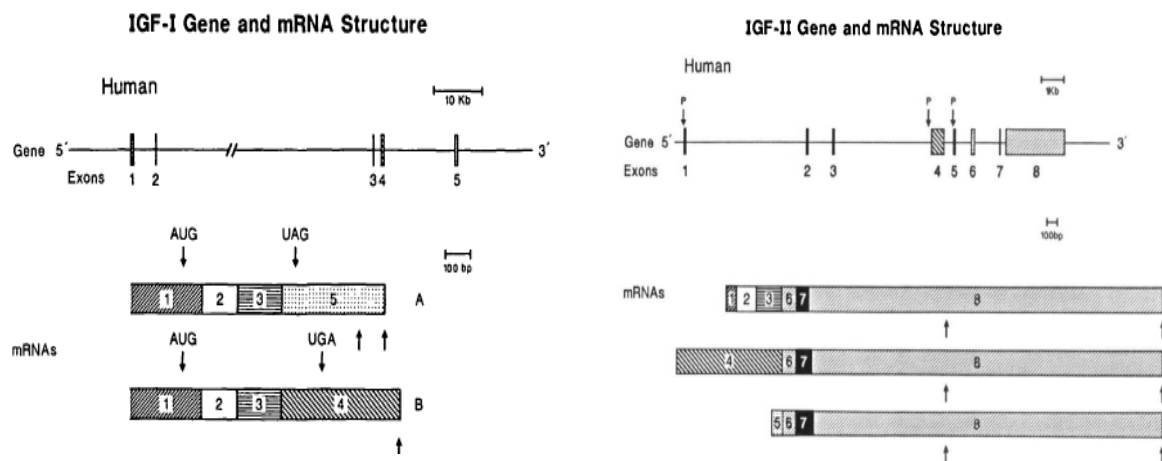 IGF-I Gene and mRNA Structure
Human
10 Kb
Gene 5´ 3´
Exons 1 2 3 4 5
AUG UAG
100 bp
1 2 3 5 A
AUG UGA
mRNAs
1 2 3 4 B
IGF-II Gene and mRNA Structure
Human
1Kb
P P P
Gene 5´ 3´
Exons 1 2 3 4 5 6 7 8
100bp
mRNAs
1 2 3 6 7 8
4 6 7 8
5 6 7 8